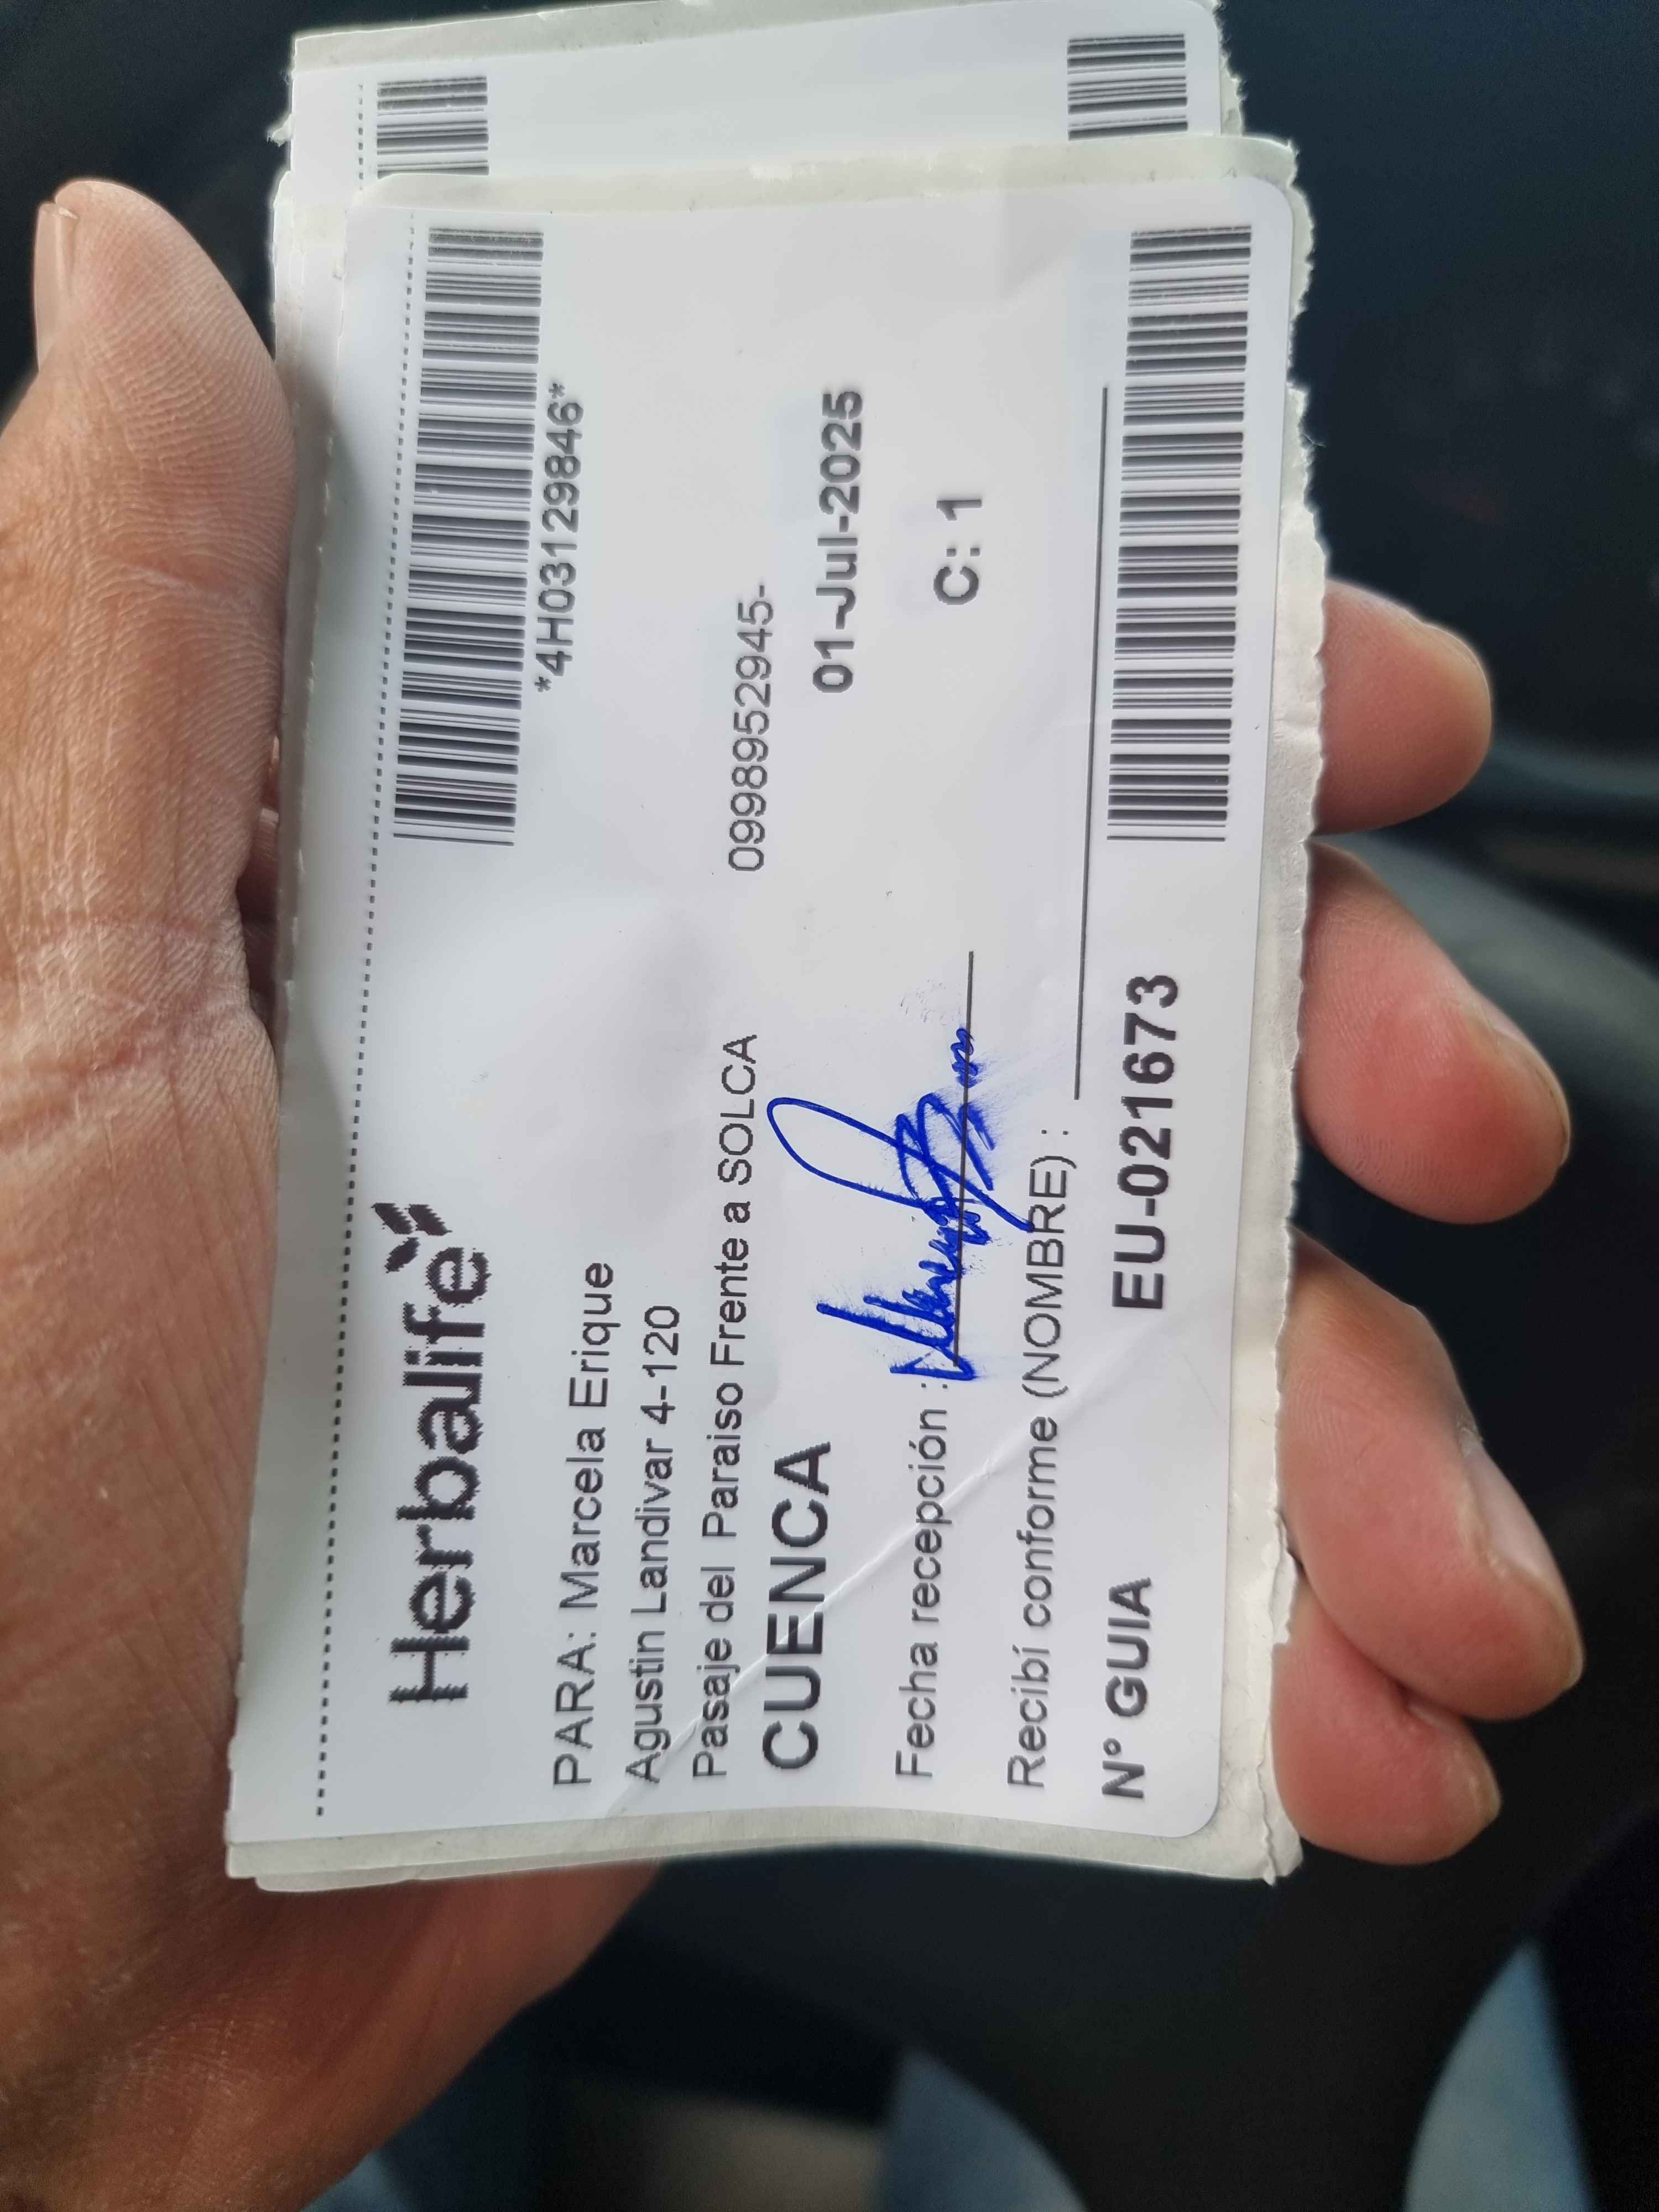 Herbalife
*4H03129846*
PARA: Marcela Erique
Agustin Landivar 4-120
Pasaje del Paraiso Frente a SOLCA 0998952945-
CUENCA 01-Jul-2025
Fecha recepción : C: 1
Recibí conforme (NOMBRE) :
N° GUIA EU-021673